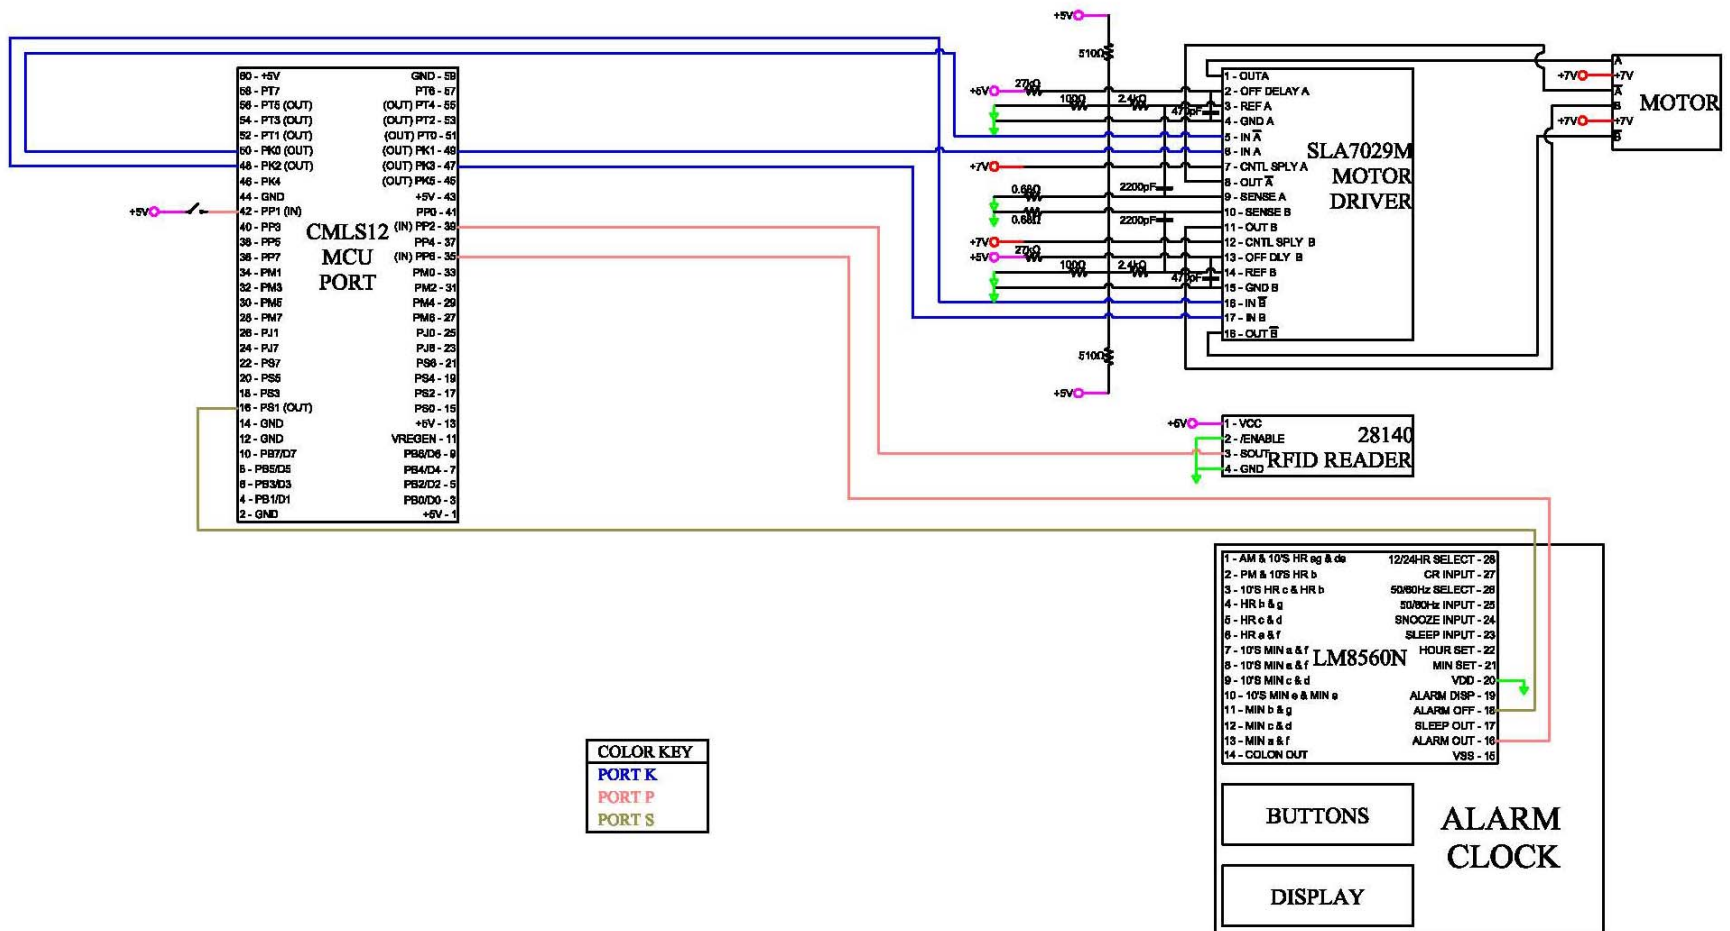 +5V
510Ω
+5V
27kΩ
100Ω
2.4kΩ
470pF
+7V
0.68Ω
0.68Ω
2200pF
2200pF
+7V
+5V
27kΩ
100Ω
2.4kΩ
470pF
510Ω
+5V
60 - +5V
58 - PT7
56 - PT5 (OUT)
54 - PT3 (OUT)
52 - PT1 (OUT)
50 - PK0 (OUT)
48 - PK2 (OUT)
46 - PK4
44 - GND
42 - PP1 (IN)
40 - PP3
38 - PP5
36 - PP7
34 - PM1
32 - PM3
30 - PM5
28 - PM7
26 - PJ1
24 - PJ7
22 - PS7
20 - PS5
18 - PS3
16 - PS1 (OUT)
14 - GND
12 - GND
10 - PB7/D7
8 - PB5/D5
6 - PB3/D3
4 - PB1/D1
2 - GND
+5V
CMLS12
MCU
PORT
GND - 59
PT6 - 57
(OUT) PT4 - 55
(OUT) PT2 - 53
(OUT) PT0 - 51
(OUT) PK1 - 49
(OUT) PK3 - 47
(OUT) PK5 - 45
+5V - 43
PP0 - 41
(IN) PP2 - 39
PP4 - 37
(IN) PP6 - 35
PM0 - 33
PM2 - 31
PM4 - 29
PM6 - 27
PJ0 - 25
PJ6 - 23
PS6 - 21
PS4 - 19
PS2 - 17
PS0 - 15
+5V - 13
VREGEN - 11
PB6/D6 - 9
PB4/D4 - 7
PB2/D2 - 5
PB0/D0 - 3
+5V - 1
1 - OUTA
2 - OFF DELAY A
3 - REF A
4 - GND A
5 - IN A̅
6 - IN A
7 - CNTL SPLY A
8 - OUT A̅
9 - SENSE A
10 - SENSE B
11 - OUT B
12 - CNTL SPLY B
13 - OFF DLY B
14 - REF B
15 - GND B
16 - IN B̅
17 - IN B
18 - OUT B̅
SLA7029M
MOTOR
DRIVER
A
+7V
+7V
A̅
B
+7V
+7V
B̅
MOTOR
+5V
1 - VCC
2 - /ENABLE
3 - SOUT
4 - GND
28140
RFID READER
1 - AM & 10'S HR ag & de
2 - PM & 10'S HR b
3 - 10'S HR c & HR b
4 - HR b & g
5 - HR c & d
6 - HR a & f
7 - 10'S MIN a & f
8 - 10'S MIN a & f
9 - 10'S MIN c & d
10 - 10'S MIN e & MIN e
11 - MIN b & g
12 - MIN c & d
13 - MIN a & f
14 - COLON OUT
LM8560N
12/24HR SELECT - 28
CR INPUT - 27
50/60Hz SELECT - 26
50/60Hz INPUT - 25
SNOOZE INPUT - 24
SLEEP INPUT - 23
HOUR SET - 22
MIN SET - 21
VDD - 20
ALARM DISP - 19
ALARM OFF - 18
SLEEP OUT - 17
ALARM OUT - 16
VSS - 15
BUTTONS
DISPLAY
ALARM
CLOCK
COLOR KEY
PORT K
PORT P
PORT S